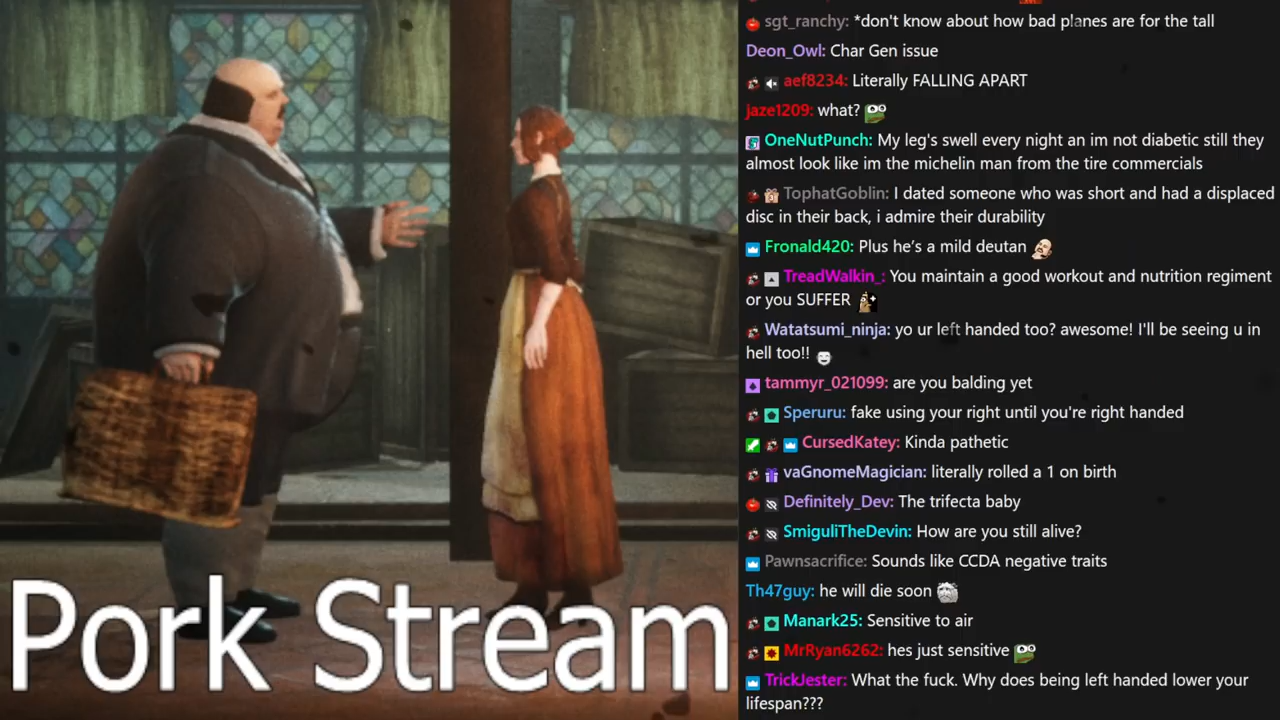 sgt_ranchy: *don't know about how bad planes are for the tall
Deon_Owl: Char Gen issue
aef8234: Literally FALLING APART
jaze1209: what?
OneNutPunch: My leg's swell every night an im not diabetic still they
almost look like im the michelin man from the tire commercials
TophatGoblin: I dated someone who was short and had a displaced
disc in their back, i admire their durability
Fronald420: Plus he's a mild deutan
TreadWalkin_: You maintain a good workout and nutrition regiment
or you SUFFER
Watatsumi_ninja: yo ur left handed too? awesome! I'll be seeing u in
hell too!!
tammyr_021099: are you balding yet
Speruru: fake using your right until you're right handed
CursedKatey: Kinda pathetic
vaGnomeMagician: literally rolled a 1 on birth
Definitely_Dev: The trifecta baby
SmiguliTheDevin: How are you still alive?
Pawnsacrifice: Sounds like CCDA negative traits
Th47guy: he will die soon
Manark25: Sensitive to air
MrRyan6262: hes just sensitive
TrickJester: What the fuck. Why does being left handed lower your
lifespan???
Pork Stream